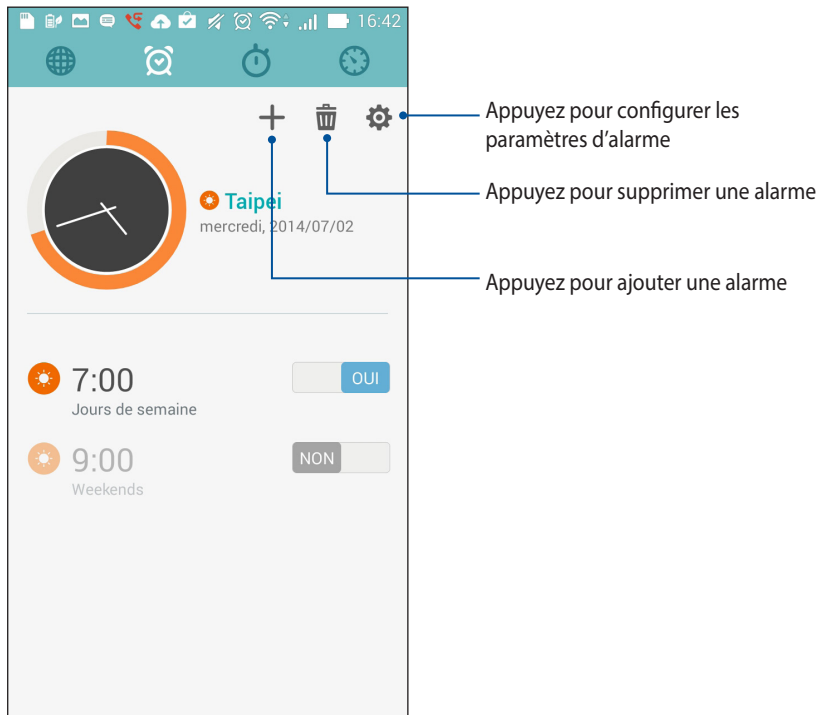 16:42
Appuyez pour configurer les
paramètres d'alarme
Appuyez pour supprimer une alarme
Taipei
mercredi, 2014/07/02
Appuyez pour ajouter une alarme
7:00
OUI
Jours de semaine
9:00
NON
Weekends